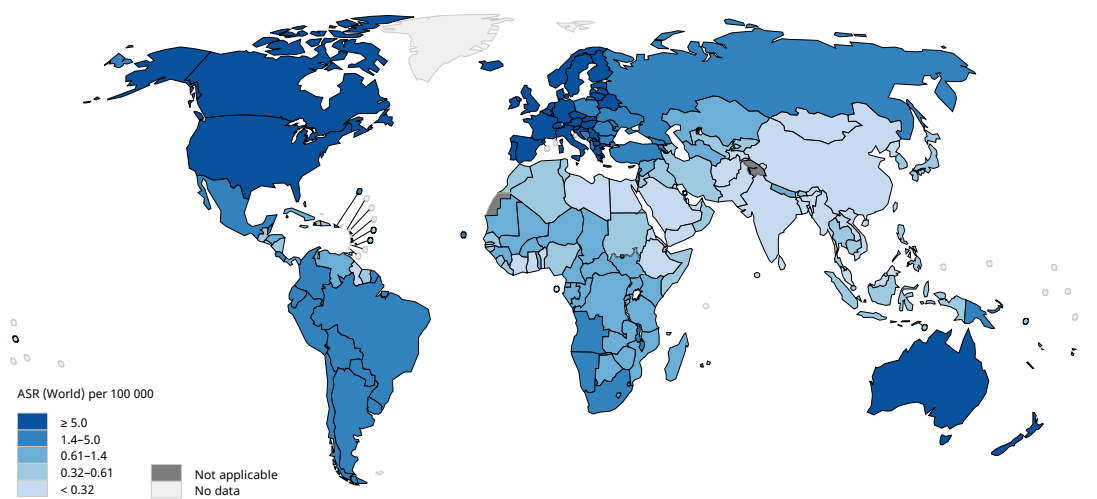 ASR (World) per 100 000
≥ 5.0
1.4–5.0
0.61–1.4
0.32–0.61
< 0.32
Not applicable
No data